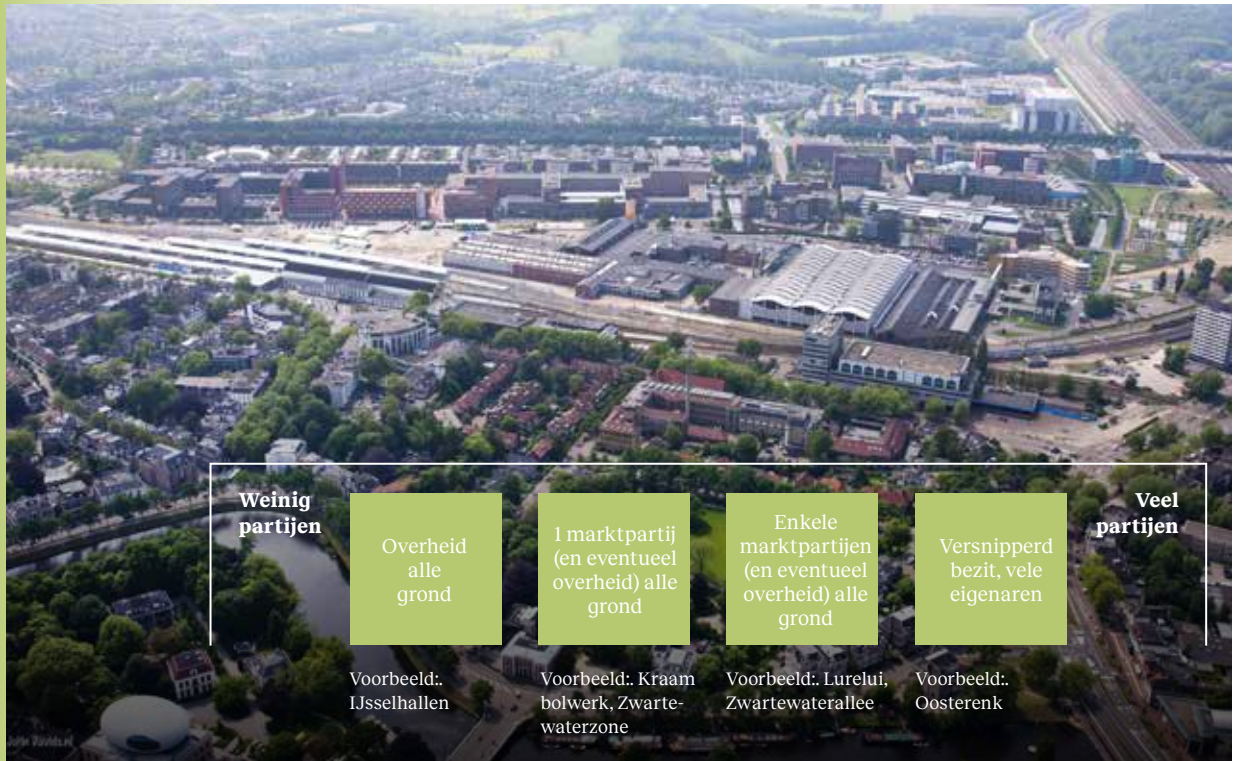 Weinig
partijen
Overheid
alle
grond
1 marktpartij
(en eventueel
overheid) alle
grond
Enkele
marktpartijen
(en eventueel
overheid) alle
grond
Versnipperd
bezit, vele
eigenaren
Veel
partijen
Voorbeeld:.
IJsselhallen
Voorbeeld:. Kraam
bolwerk, Zwarte-
waterzone
Voorbeeld:. Lurelui,
Zwartewaterallee
Voorbeeld:.
Oosterenk